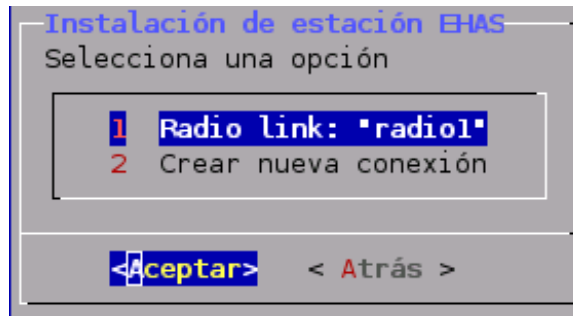 Instalación de estación EHAS
Selecciona una opción
1 Radio link: "radio1"
2 Crear nueva conexión
<Aceptar> < Atrás >